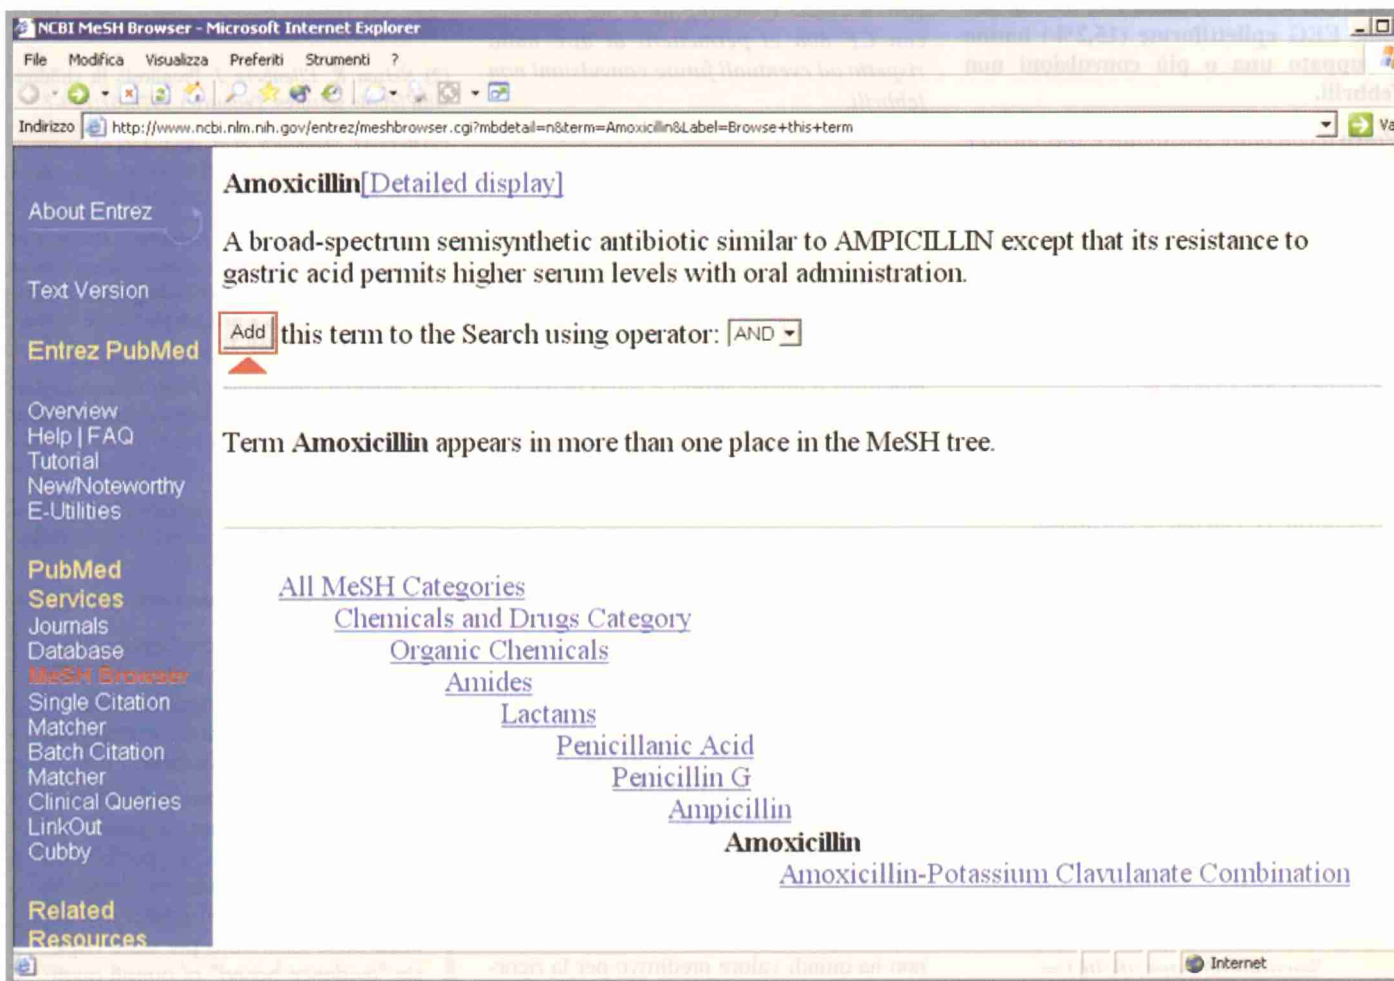 NCBI MeSH Browser - Microsoft Internet Explorer
File Modifica Visualizza Preferiti Strumenti ?
Indirizzo http://www.ncbi.nlm.nih.gov/entrez/meshbrowser.cgi?mbdetail=n&term=Amoxicillin&Label=Browse+this+term Va
About Entrez
Text Version
Entrez PubMed
Overview
Help | FAQ
Tutorial
New/Noteworthy
E-Utilities
PubMed
Services
Journals
Database
MeSH Browser
Single Citation
Matcher
Batch Citation
Matcher
Clinical Queries
LinkOut
Cubby
Related
Resources
Amoxicillin[Detailed display]
A broad-spectrum semisynthetic antibiotic similar to AMPICILLIN except that its resistance to
gastric acid permits higher serum levels with oral administration.
Add this term to the Search using operator: AND
Term Amoxicillin appears in more than one place in the MeSH tree.
All MeSH Categories
Chemicals and Drugs Category
Organic Chemicals
Amides
Lactams
Penicillanic Acid
Penicillin G
Ampicillin
Amoxicillin
Amoxicillin-Potassium Clavulanate Combination
Internet